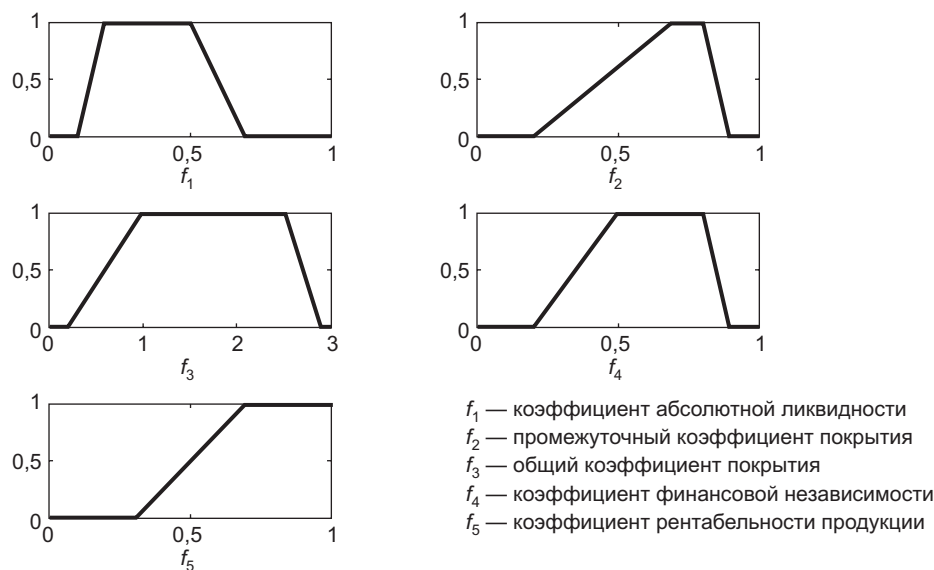 1
0,5
0
0 0,5 1
f1
1
0,5
0
0 0,5 1
f2
1
0,5
0
0 1 2 3
f3
1
0,5
0
0 0,5 1
f4
1
0,5
0
0 0,5 1
f5
f1 — коэффициент абсолютной ликвидности
f2 — промежуточный коэффициент покрытия
f3 — общий коэффициент покрытия
f4 — коэффициент финансовой независимости
f5 — коэффициент рентабельности продукции